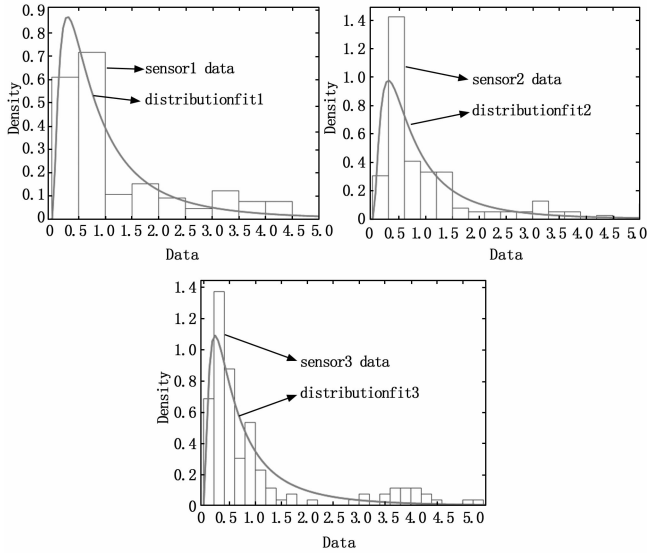 0.9
0.8
0.7
0.6
0.5
0.4
0.3
0.2
0.1
0
Density
sensor1 data
distributionfit1
0 0.5 1.0 1.5 2.0 2.5 3.0 3.5 4.0 4.5 5.0
Data
1.4
1.2
1.0
0.8
0.6
0.4
0.2
0
Density
sensor2 data
distributionfit2
0 0.5 1.0 1.5 2.0 2.5 3.0 3.5 4.0 4.5 5.0
Data
1.4
1.2
1.0
0.8
0.6
0.4
0.2
0
Density
sensor3 data
distributionfit3
0 0.5 1.0 1.5 2.0 2.5 3.0 3.5 4.0 4.5 5.0
Data